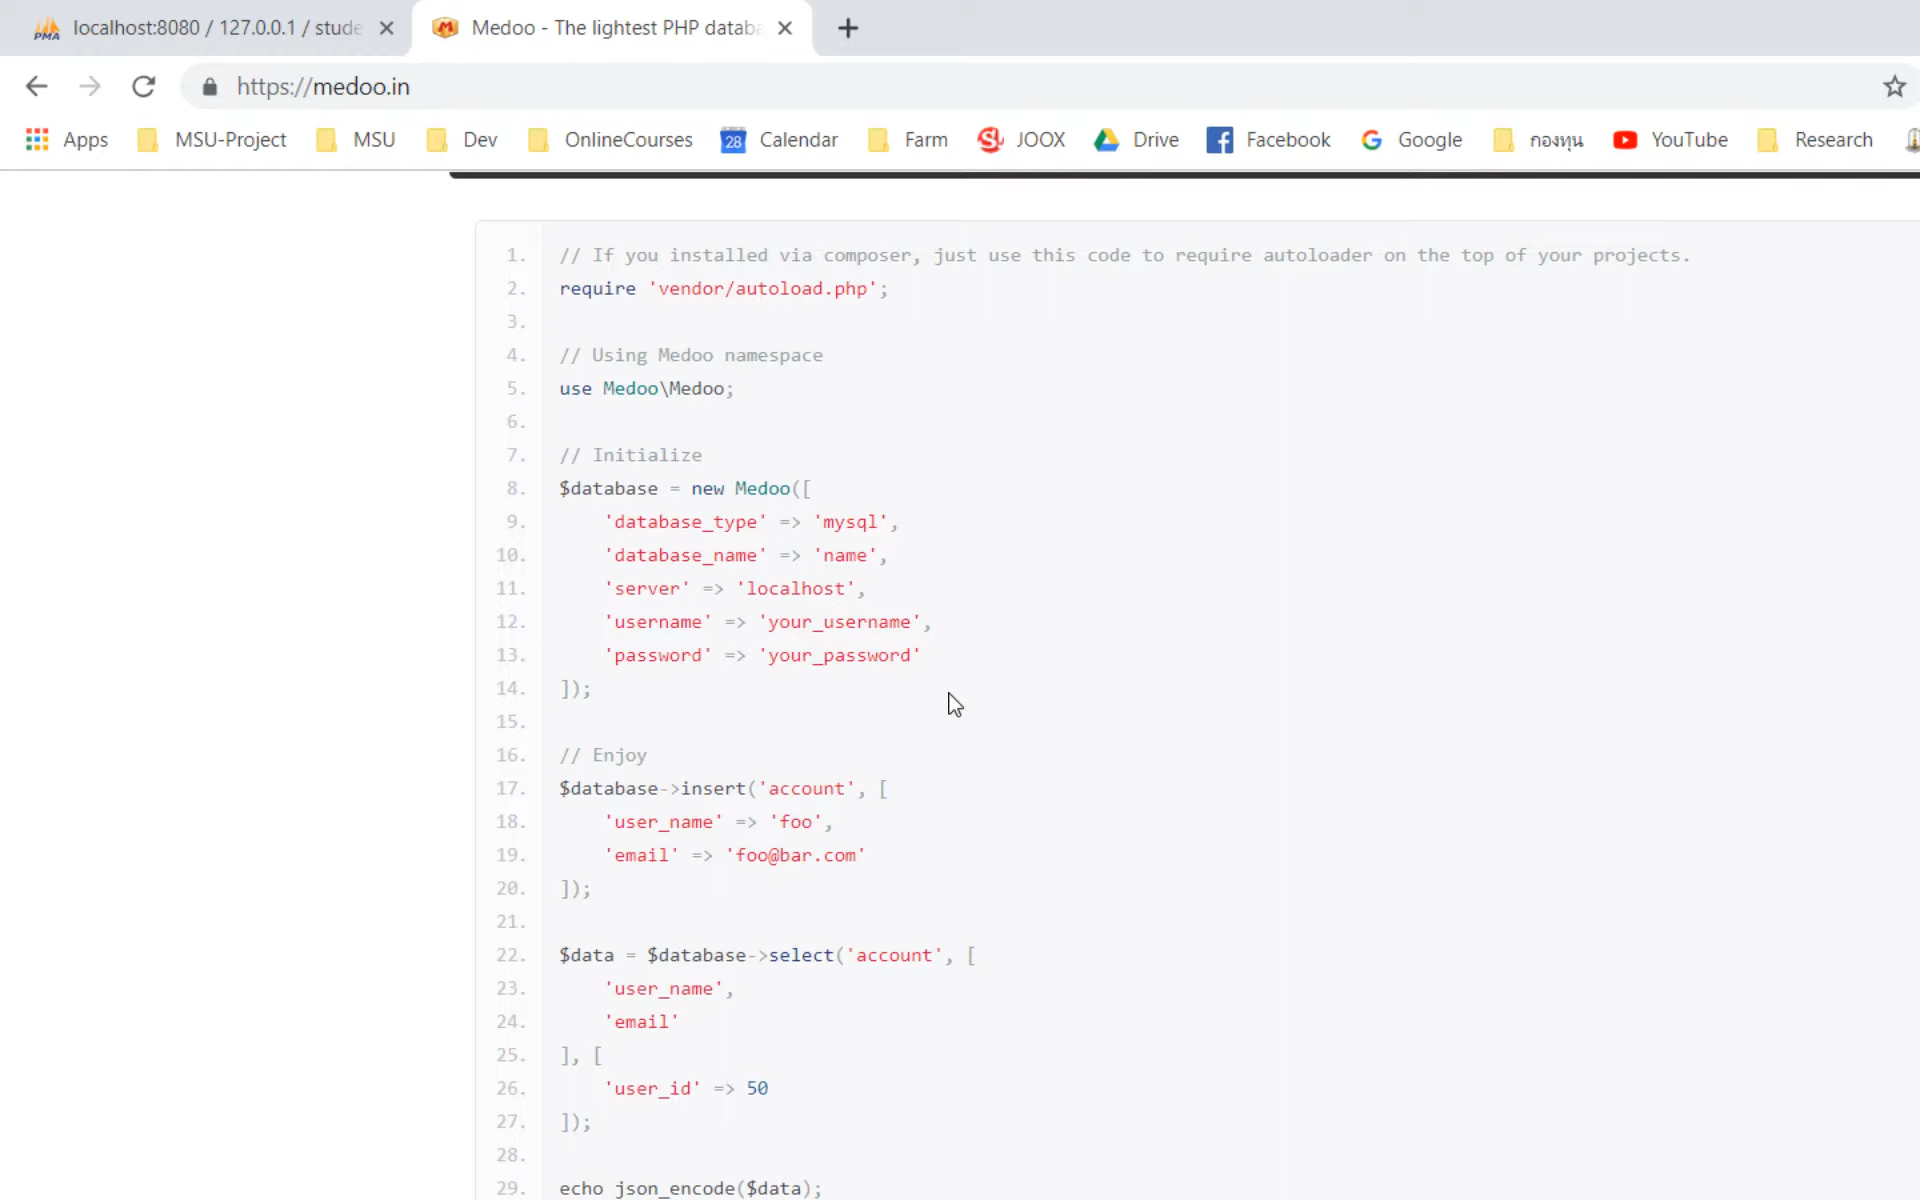 localhost:8080 / 127.0.0.1 / stude
Medoo - The lightest PHP databa
https://medoo.in
Apps MSU-Project MSU Dev OnlineCourses 28 Calendar Farm JOOX Drive Facebook Google กองทุน YouTube Research
1. // If you installed via composer, just use this code to require autoloader on the top of your projects.
2. require 'vendor/autoload.php';
3.
4. // Using Medoo namespace
5. use Medoo\Medoo;
6.
7. // Initialize
8. $database = new Medoo([
9. 'database_type' => 'mysql',
10. 'database_name' => 'name',
11. 'server' => 'localhost',
12. 'username' => 'your_username',
13. 'password' => 'your_password'
14. ]);
15.
16. // Enjoy
17. $database->insert('account', [
18. 'user_name' => 'foo',
19. 'email' => 'foo@bar.com'
20. ]);
21.
22. $data = $database->select('account', [
23. 'user_name',
24. 'email'
25. ], [
26. 'user_id' => 50
27. ]);
28.
29. echo json_encode($data);